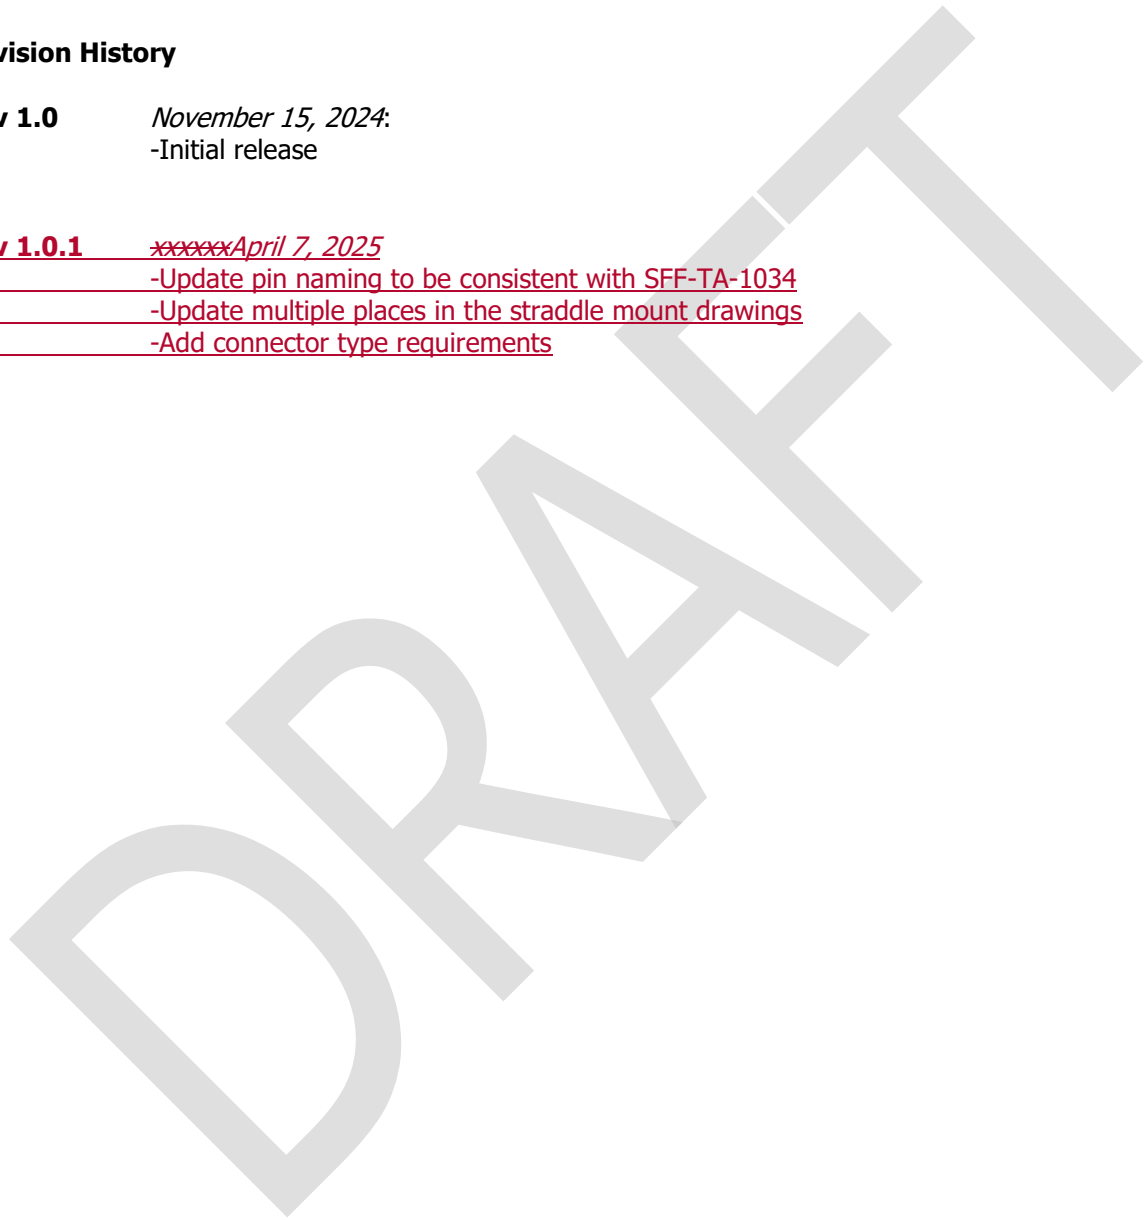 vision History
v 1.0 November 15, 2024:
-Initial release
v 1.0.1 xxxxxxApril 7, 2025
-Update pin naming to be consistent with SFF-TA-1034
-Update multiple places in the straddle mount drawings
-Add connector type requirements
DRAFT